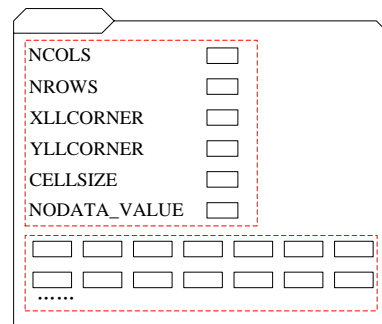 NCOLS
NROWS
XLLCORNER
YLLCORNER
CELLSIZE
NODATA_VALUE
……